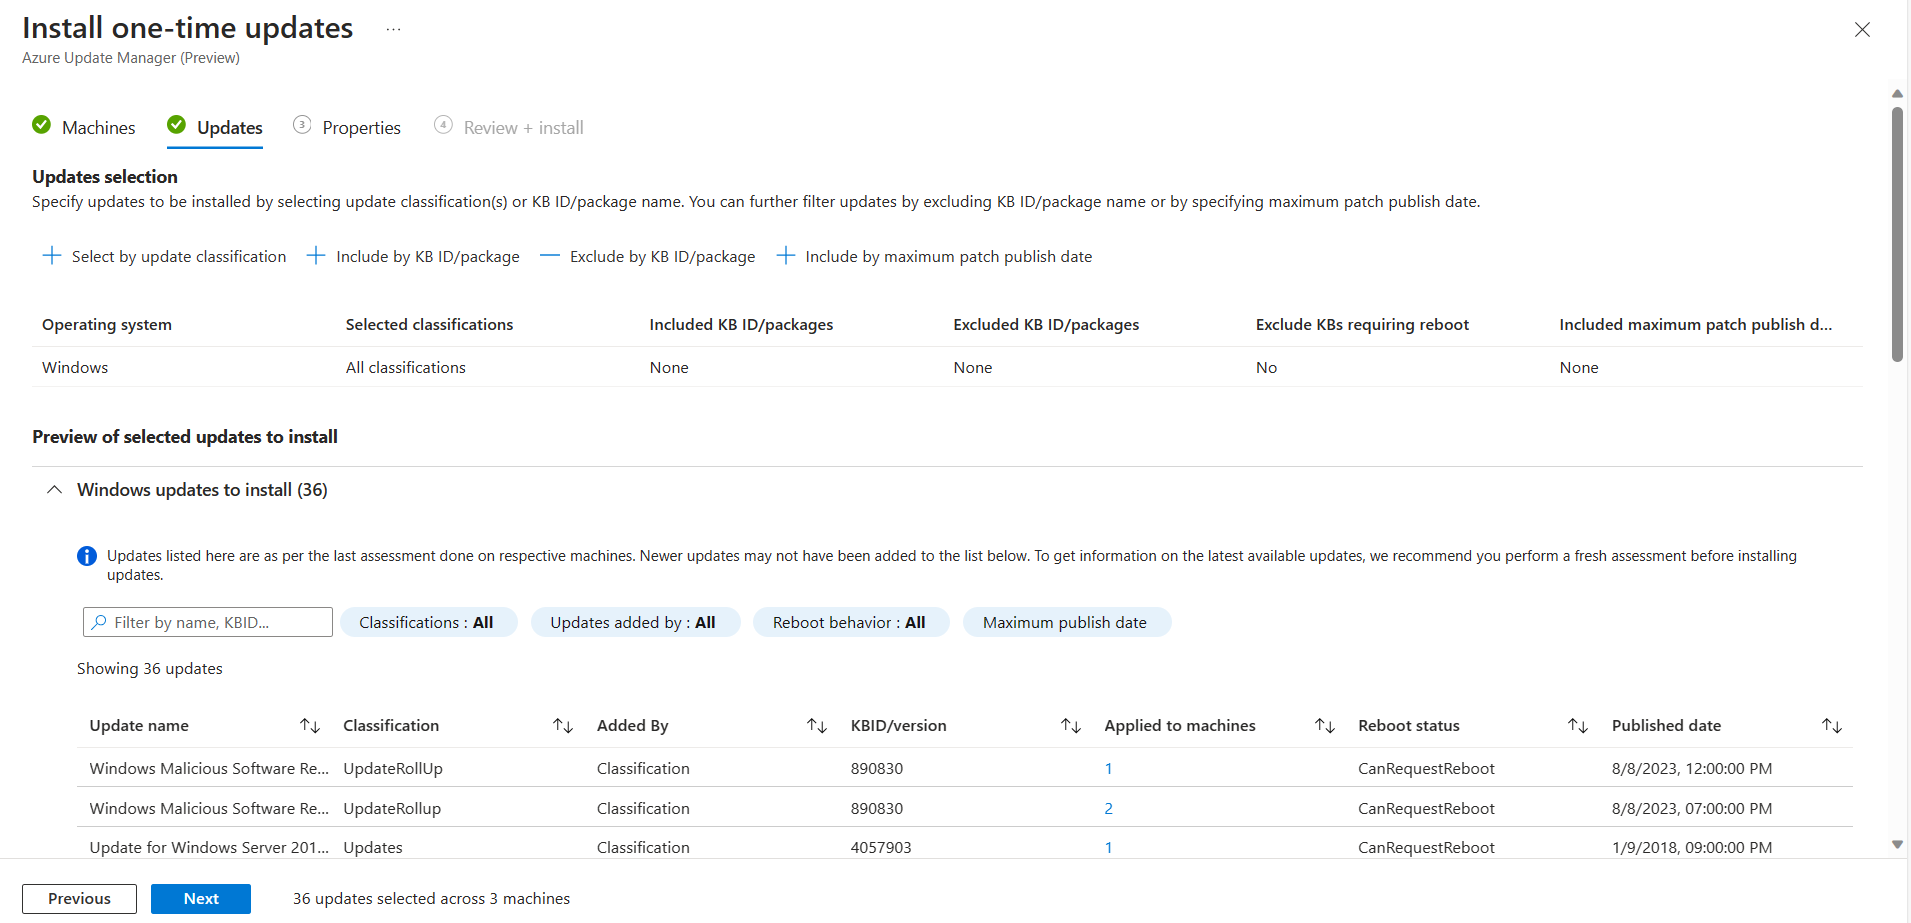 Install one-time updates ...
Azure Update Manager (Preview)
Machines Updates 3 Properties 4 Review + install
Updates selection
Specify updates to be installed by selecting update classification(s) or KB ID/package name. You can further filter updates by excluding KB ID/package name or by specifying maximum patch publish date.
Select by update classification Include by KB ID/package Exclude by KB ID/package Include by maximum patch publish date
Operating system Selected classifications Included KB ID/packages Excluded KB ID/packages Exclude KBs requiring reboot Included maximum patch publish d...
Windows All classifications None None No None
Preview of selected updates to install
Windows updates to install (36)
Updates listed here are as per the last assessment done on respective machines. Newer updates may not have been added to the list below. To get information on the latest available updates, we recommend you perform a fresh assessment before installing
updates.
Filter by name, KBID... Classifications : All Updates added by : All Reboot behavior : All Maximum publish date
Showing 36 updates
Update name Classification Added By KBID/version Applied to machines Reboot status Published date
Windows Malicious Software Re... UpdateRollUp Classification 890830 1 CanRequestReboot 8/8/2023, 12:00:00 PM
Windows Malicious Software Re... UpdateRollup Classification 890830 2 CanRequestReboot 8/8/2023, 07:00:00 PM
Update for Windows Server 201... Updates Classification 4057903 1 CanRequestReboot 1/9/2018, 09:00:00 PM
Previous Next 36 updates selected across 3 machines